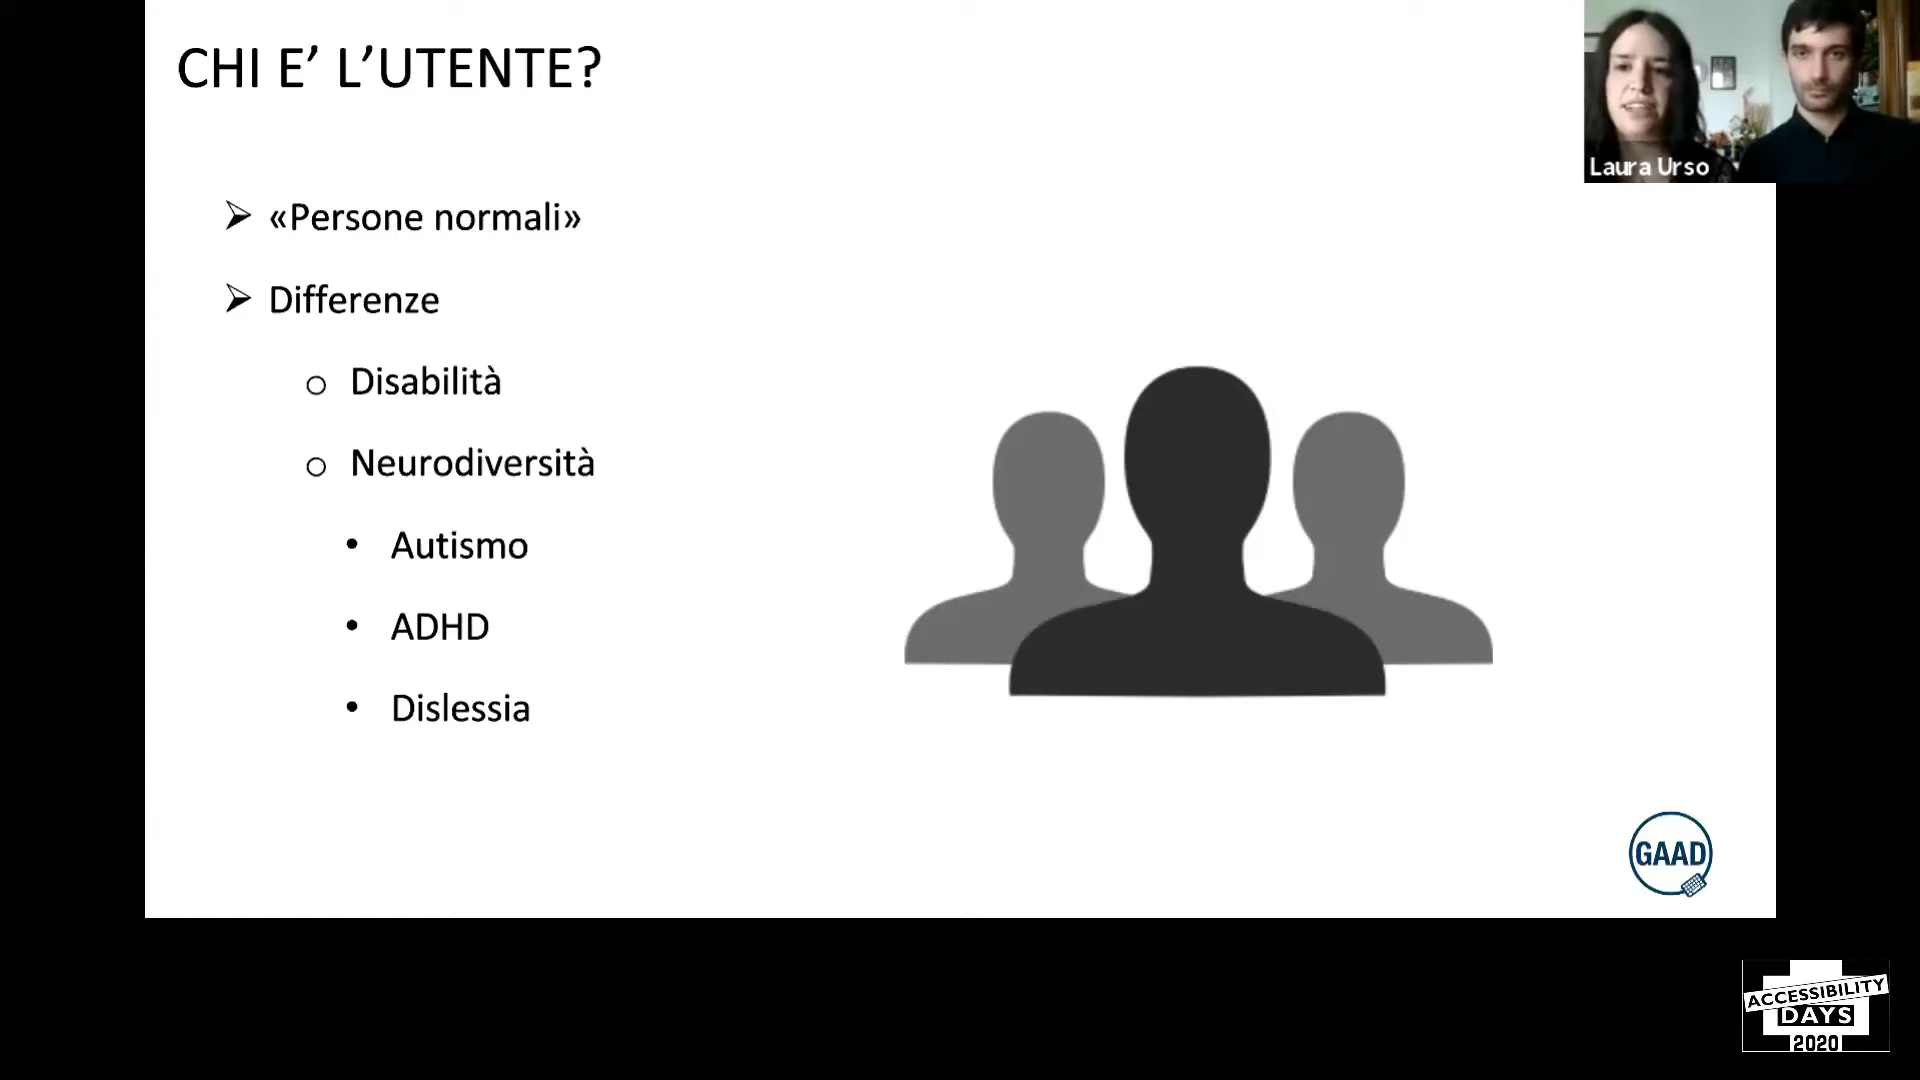 CHI E’ L’UTENTE?
Laura Urso
«Persone normali»
Differenze
Disabilità
Neurodiversità
Autismo
ADHD
Dislessia
GAAD
ACCESSIBILITY
DAYS
2020